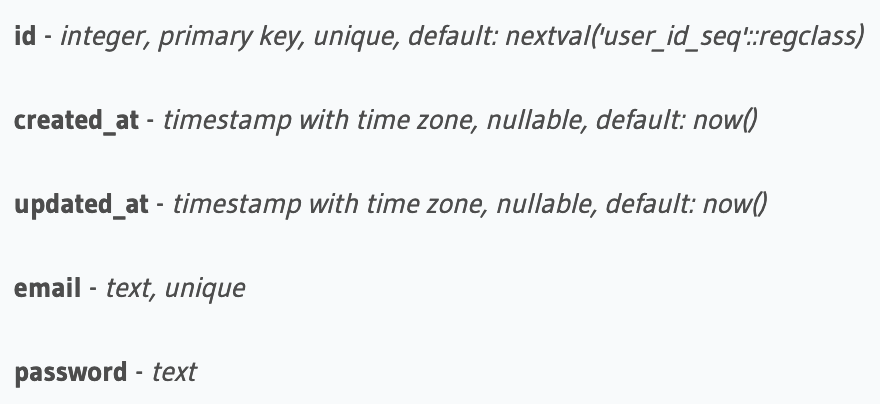 id - integer, primary key, unique, default: nextval('user_id_seq'::regclass)
created_at - timestamp with time zone, nullable, default: now()
updated_at - timestamp with time zone, nullable, default: now()
email - text, unique
password - text